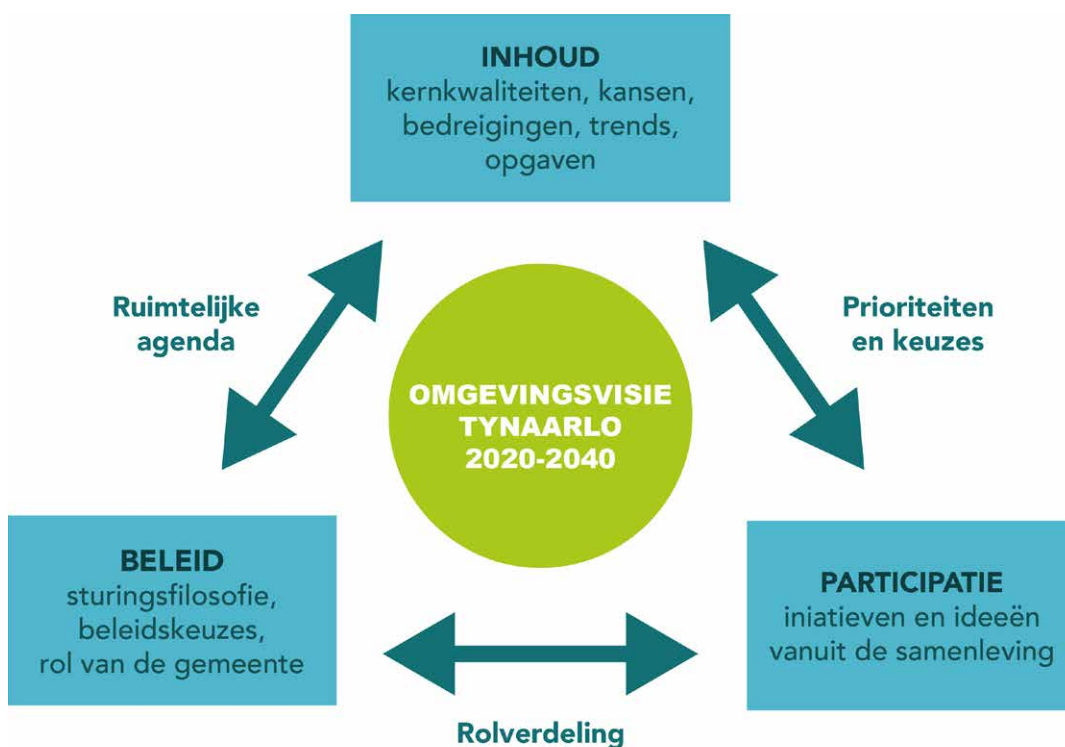 INHOUD
kernkwaliteiten, kansen,
bedreigingen, trends,
opgaven
Ruimtelijke
agenda
Prioriteiten
en keuzes
OMGEVINGSVISIE
TYNAARLO
2020-2040
BELEID
sturingsfilosofie,
beleidskeuzes,
rol van de gemeente
PARTICIPATIE
iniatieven en ideeën
vanuit de samenleving
Rolverdeling